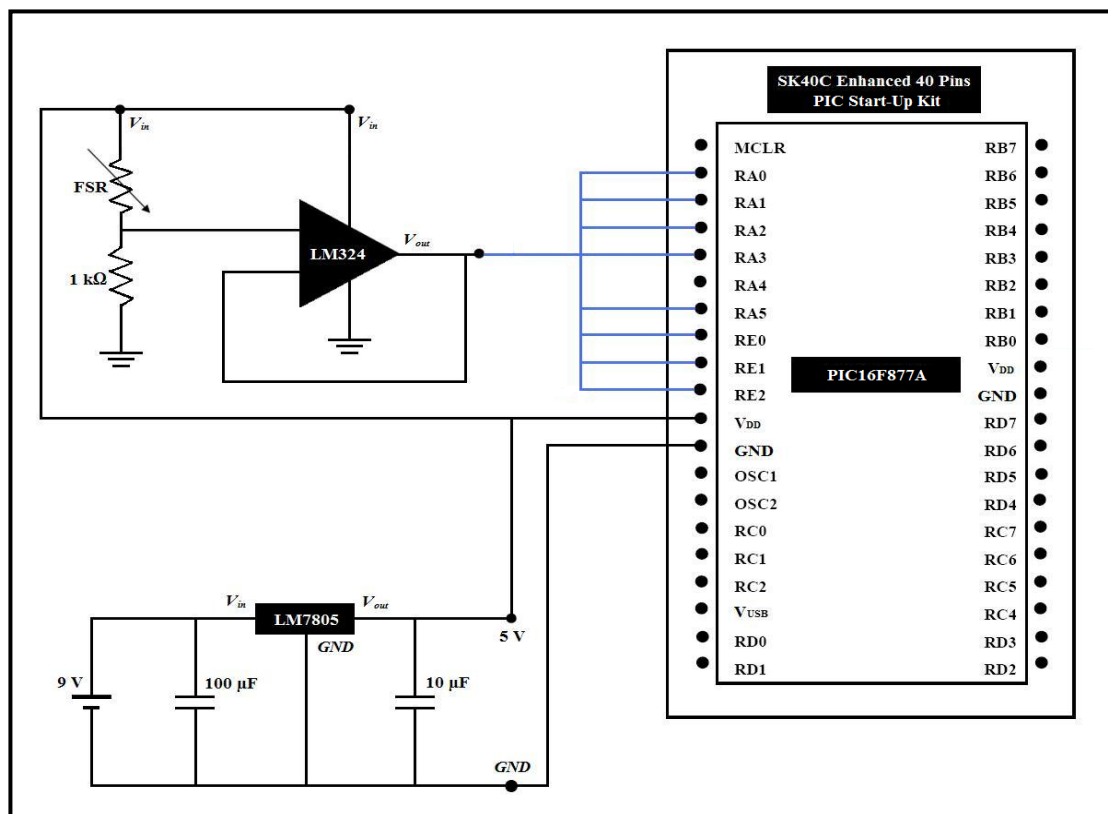 SK40C Enhanced 40 Pins
PIC Start-Up Kit
Vin
Vin
FSR
1 kΩ
LM324
Vout
MCLR
RA0
RA1
RA2
RA3
RA4
RA5
RE0
RE1
RE2
VDD
GND
OSC1
OSC2
RC0
RC1
RC2
VUSB
RD0
RD1
PIC16F877A
RB7
RB6
RB5
RB4
RB3
RB2
RB1
RB0
VDD
GND
RD7
RD6
RD5
RD4
RC7
RC6
RC5
RC4
RD3
RD2
Vin
LM7805
Vout
GND
5 V
9 V
100 µF
10 µF
GND